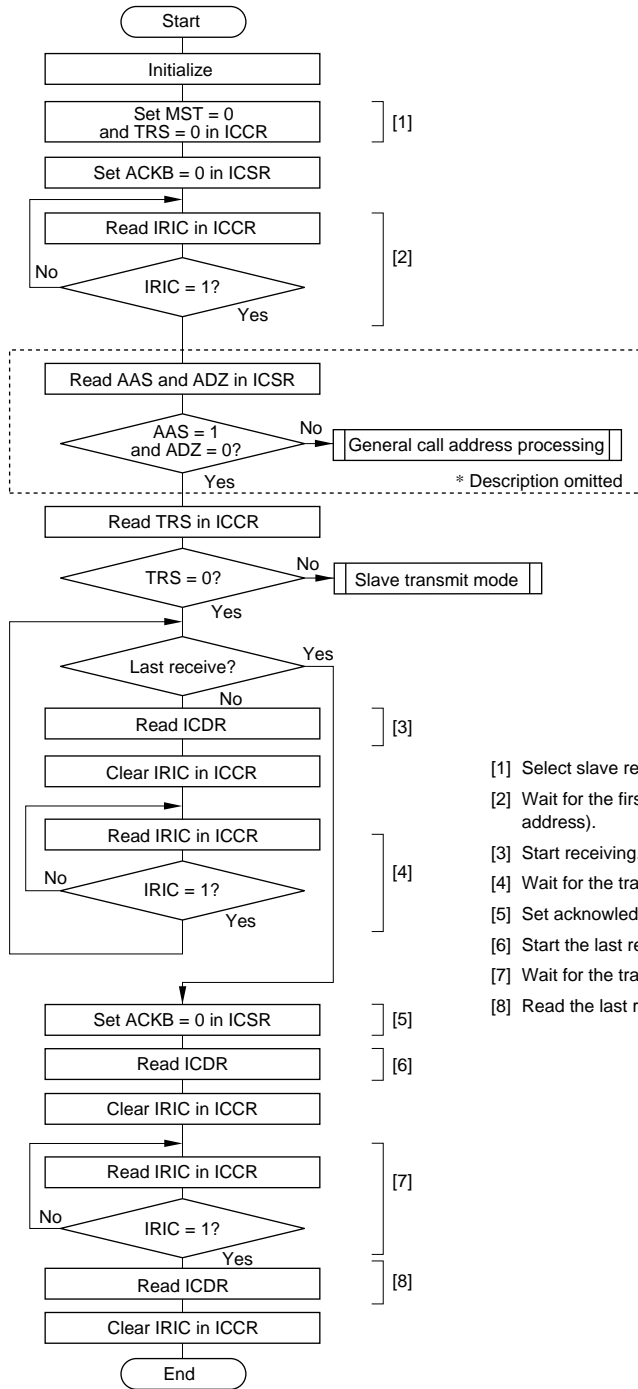 Start
Initialize
Set MST = 0
and TRS = 0 in ICCR
[1]
Set ACKB = 0 in ICSR
Read IRIC in ICCR
[2]
No
IRIC = 1?
Yes
Read AAS and ADZ in ICSR
AAS = 1
and ADZ = 0?
No
General call address processing
Yes
* Description omitted
Read TRS in ICCR
No
TRS = 0?
Slave transmit mode
Yes
Last receive?
Yes
No
Read ICDR
[3]
Clear IRIC in ICCR
Read IRIC in ICCR
[4]
No
IRIC = 1?
Yes
[1] Select slave re
[2] Wait for the firs
address).
[3] Start receiving
[4] Wait for the tra
[5] Set acknowled
[6] Start the last re
[7] Wait for the tra
[8] Read the last r
Set ACKB = 0 in ICSR
[5]
Read ICDR
[6]
Clear IRIC in ICCR
Read IRIC in ICCR
[7]
No
IRIC = 1?
Yes
Read ICDR
[8]
Clear IRIC in ICCR
End